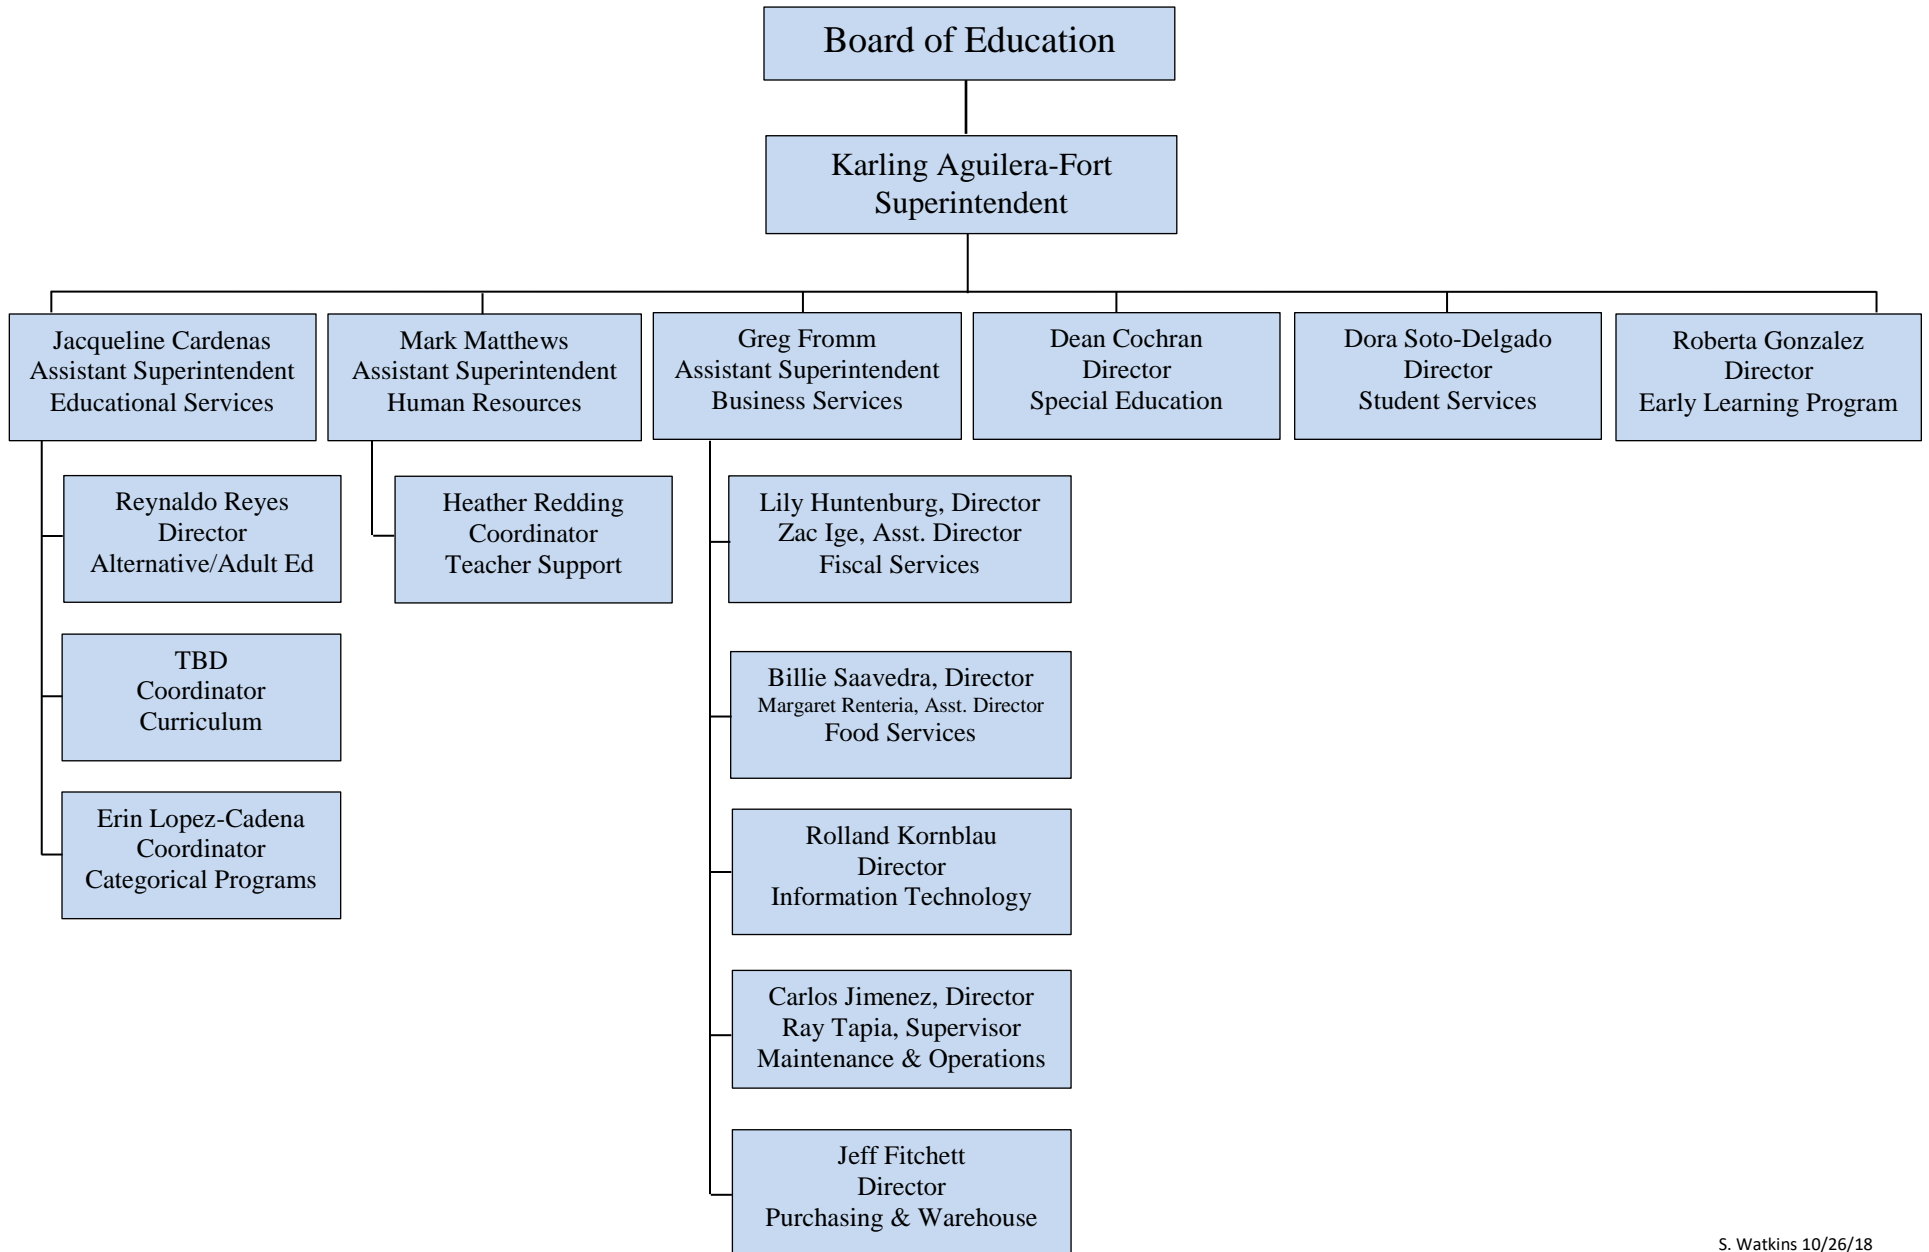 Board of Education
Karling Aguilera-Fort
Superintendent
Jacqueline Cardenas
Assistant Superintendent
Educational Services
Mark Matthews
Assistant Superintendent
Human Resources
Greg Fromm
Assistant Superintendent
Business Services
Dean Cochran
Director
Special Education
Dora Soto-Delgado
Director
Student Services
Roberta Gonzalez
Director
Early Learning Program
Reynaldo Reyes
Director
Alternative/Adult Ed
TBD
Coordinator
Curriculum
Erin Lopez-Cadena
Coordinator
Categorical Programs
Heather Redding
Coordinator
Teacher Support
Lily Huntenburg, Director
Zac Ige, Asst. Director
Fiscal Services
Billie Saavedra, Director
Margaret Renteria, Asst. Director
Food Services
Rolland Kornblau
Director
Information Technology
Carlos Jimenez, Director
Ray Tapia, Supervisor
Maintenance & Operations
Jeff Fitchett
Director
Purchasing & Warehouse
S. Watkins 10/26/18